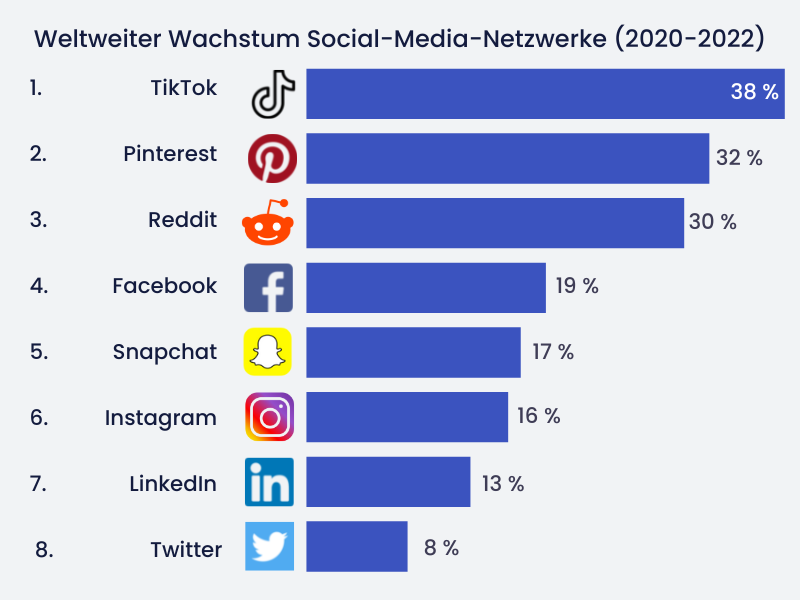 Weltweiter Wachstum Social-Media-Netzwerke (2020-2022)
1. TikTok 38 %
2. Pinterest 32 %
3. Reddit 30 %
4. Facebook 19 %
5. Snapchat 17 %
6. Instagram 16 %
7. LinkedIn in 13 %
8. Twitter 8 %